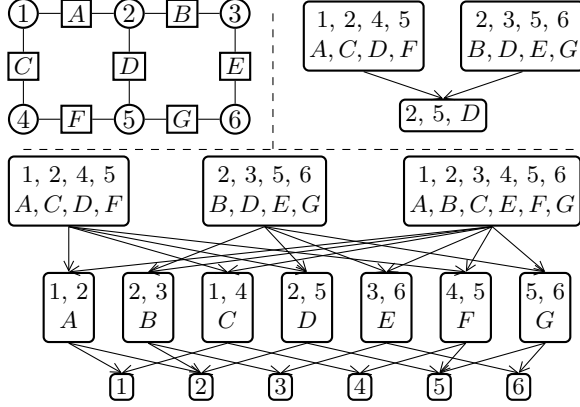 1 A 2 B 3
C D E
4 F 5 G 6
1, 2, 4, 5
A, C, D, F
2, 3, 5, 6
B, D, E, G
2, 5, D
1, 2, 4, 5
A, C, D, F
2, 3, 5, 6
B, D, E, G
1, 2, 3, 4, 5, 6
A, B, C, E, F, G
1, 2
A
2, 3
B
1, 4
C
2, 5
D
3, 6
E
4, 5
F
5, 6
G
1 2 3 4 5 6